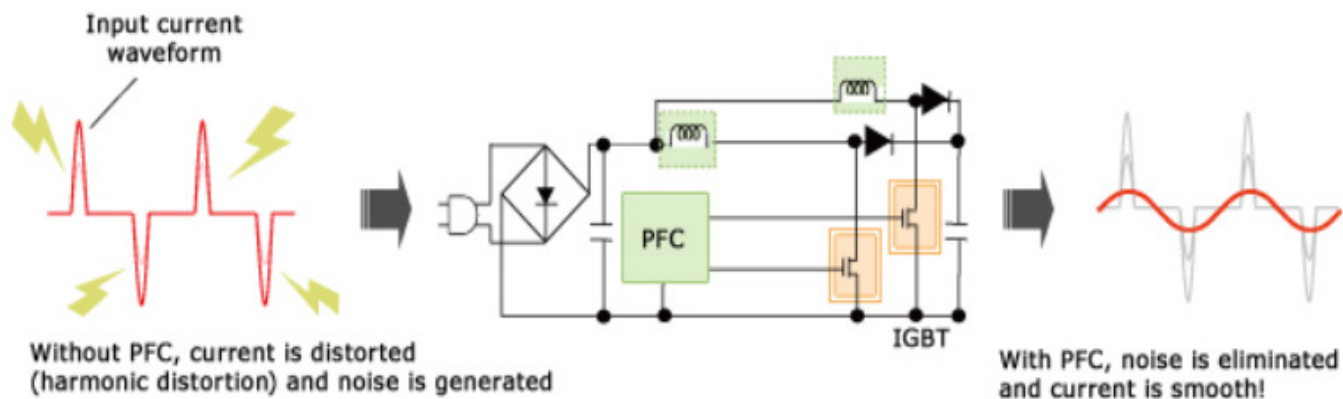 Input current
waveform
PFC
IGBT
Without PFC, current is distorted
(harmonic distortion) and noise is generated
With PFC, noise is eliminated
and current is smooth!